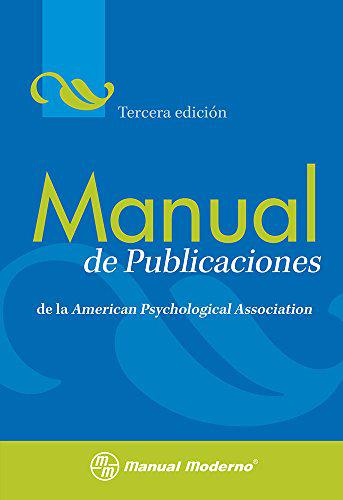 Tercera edición
Manual
de Publicaciones
de la American Psychological Association
mm Manual Moderno®